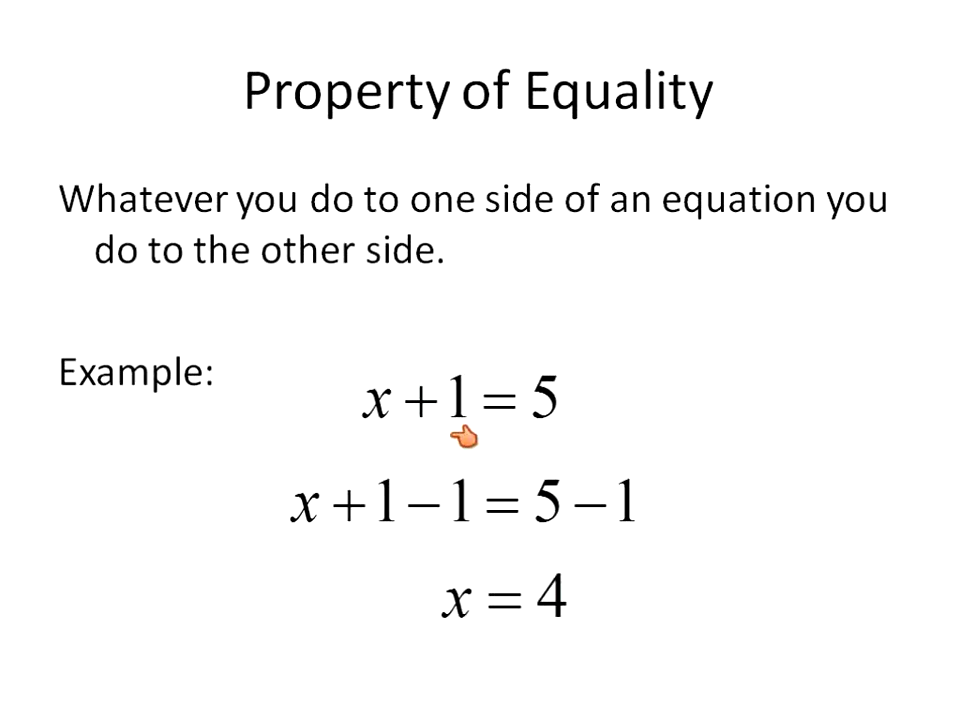 Property of Equality
Whatever you do to one side of an equation you
do to the other side.
Example:
x + 1 = 5
x + 1 − 1 = 5 − 1
x = 4